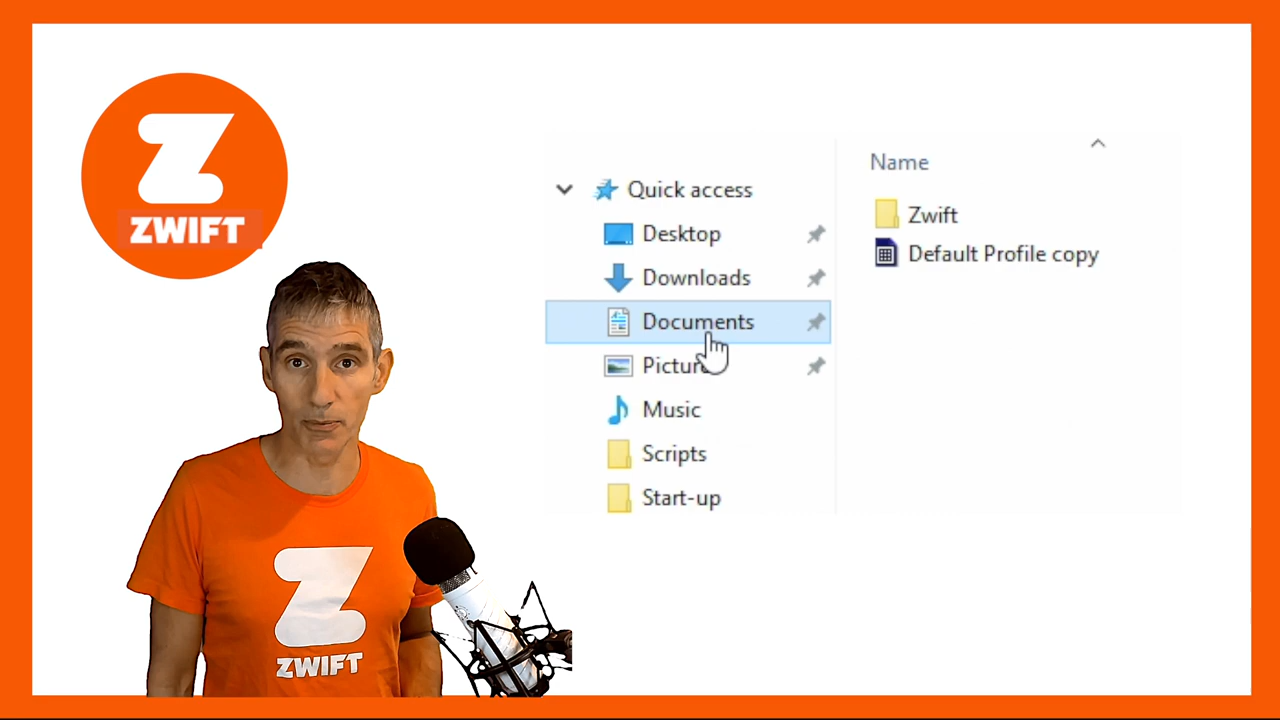 ZWIFT
Quick access
Desktop
Downloads
Documents
Music
Scripts
Start-up
Name
Zwift
Default Profile copy
ZWIFT